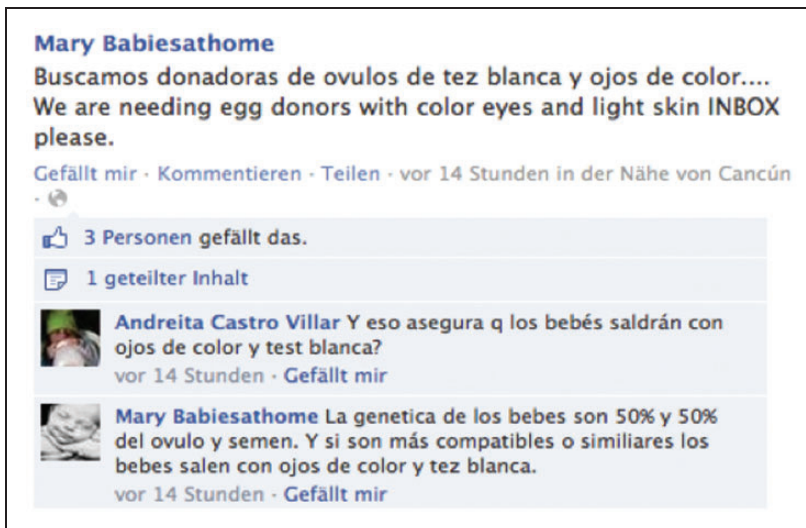 Mary Babiesathome
Buscamos donadoras de ovulos de tez blanca y ojos de color....
We are needing egg donors with color eyes and light skin INBOX
please.
Gefällt mir · Kommentieren · Teilen · vor 14 Stunden in der Nähe von Cancún
·
3 Personen gefällt das.
1 geteilter Inhalt
Andreita Castro Villar Y eso asegura q los bebés saldrán con
ojos de color y test blanca?
vor 14 Stunden · Gefällt mir
Mary Babiesathome La genetica de los bebes son 50% y 50%
del ovulo y semen. Y si son más compatibles o similiares los
bebes salen con ojos de color y tez blanca.
vor 14 Stunden · Gefällt mir